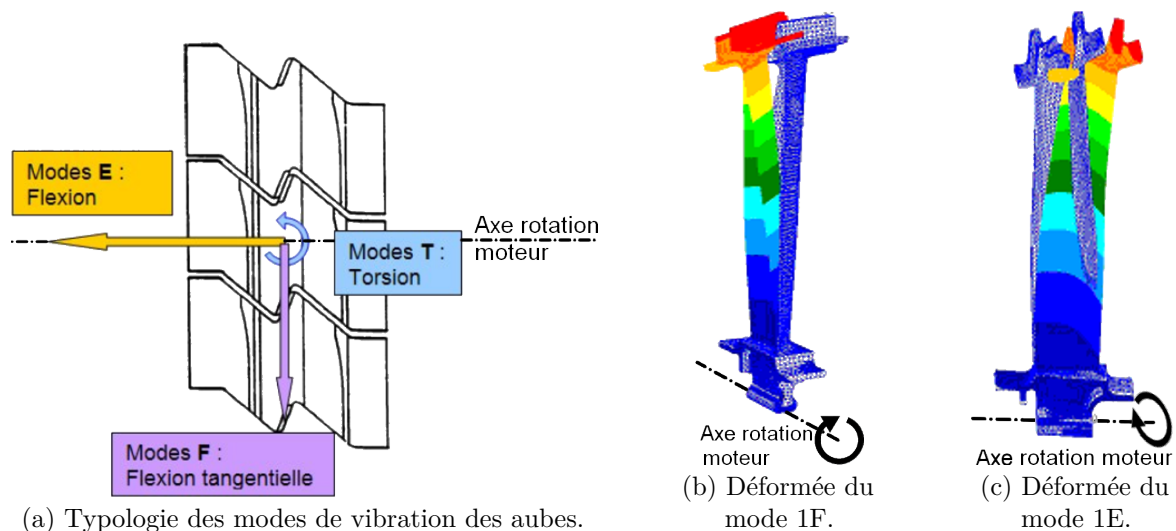 Modes E :
Flexion
Axe rotation
moteur
Modes T :
Torsion
Modes F :
Flexion tangentielle
(a) Typologie des modes de vibration des aubes.
Axe rotation
moteur
(b) Déformée du
mode 1F.
Axe rotation moteur
(c) Déformée du
mode 1E.